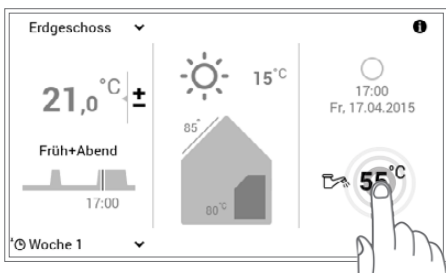 Erdgeschoss
21,0 °C ±
Früh+Abend
17:00
Woche 1
15°C
85°
80 °C
17:00
Fr, 17.04.2015
55°C